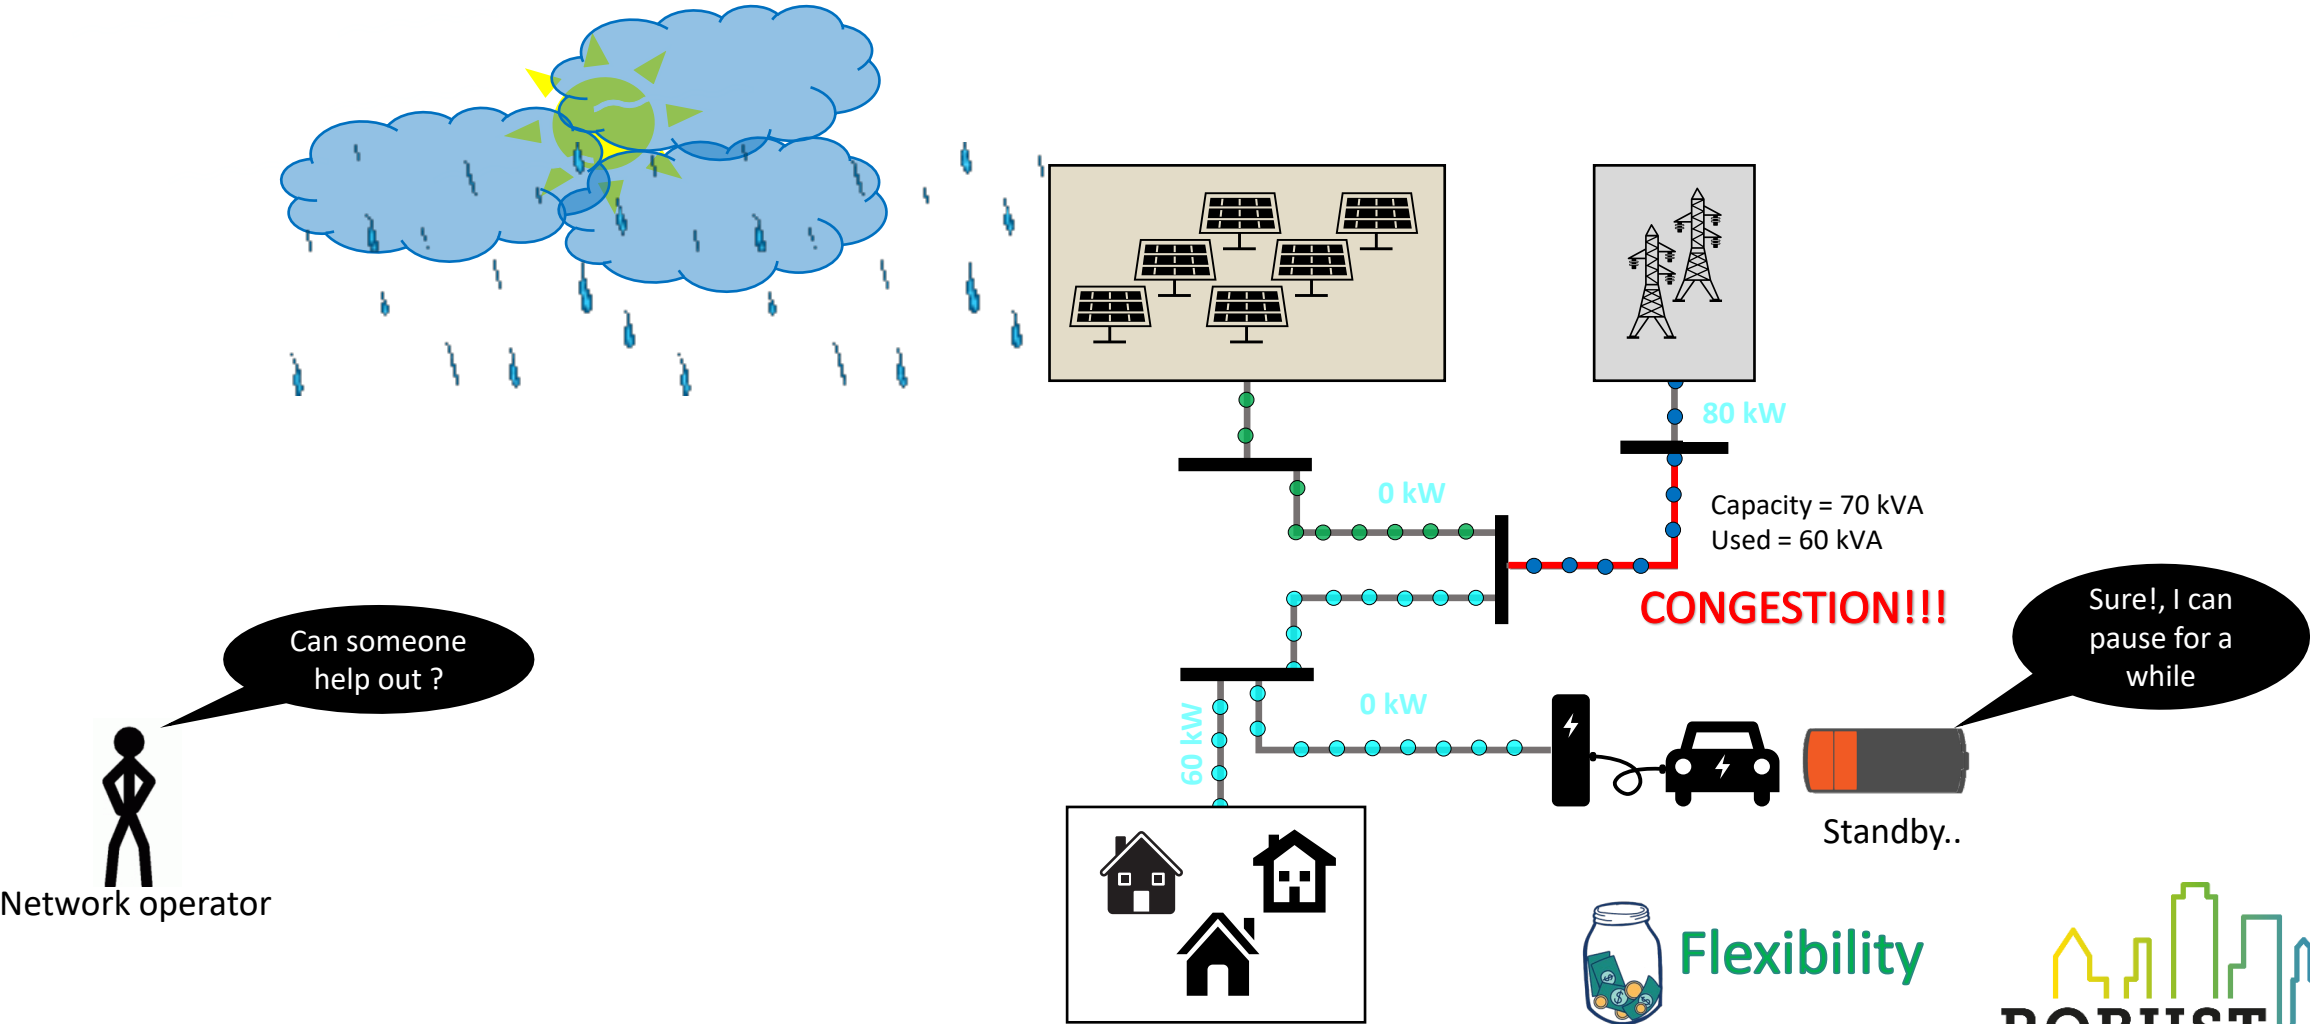 80 kW
0 kW
Capacity = 70 kVA
Used = 60 kVA
CONGESTION!!!
Can someone
help out ?
Sure!, I can
pause for a
while
0 kW
60 kW
Standby..
Network operator
Flexibility
ROBUST